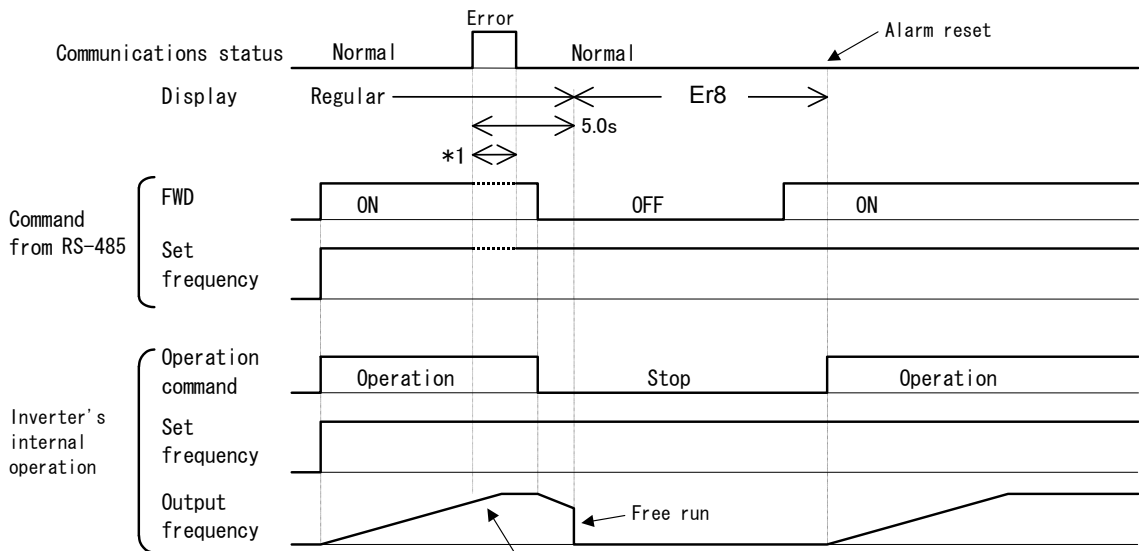 Error
Communications status
Normal
Normal
Alarm reset
Display
Regular
Er8
5.0s
*1
Command
from RS-485
FWD
ON
OFF
ON
Set
frequency
Inverter's
internal
operation
Operation
command
Operation
Stop
Operation
Set
frequency
Output
frequency
Free run